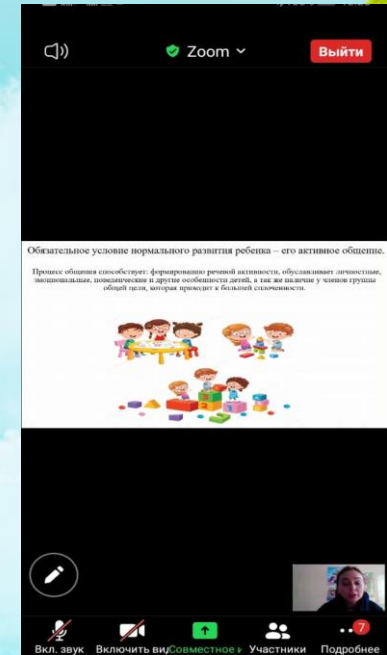 Zoom
Выйти
Обязательное условие нормального развития ребенка – его активное общение.
Процесс общения способствует: формированию речевой активности, обуславливает личностные,
эмоциональные, поведенческие и другие особенности детей, а так же наличие у членов группы
общей цели, которая приводит к большей сплоченности.
7
Вкл. звук Включить ви Совместное и Участники Подробнее